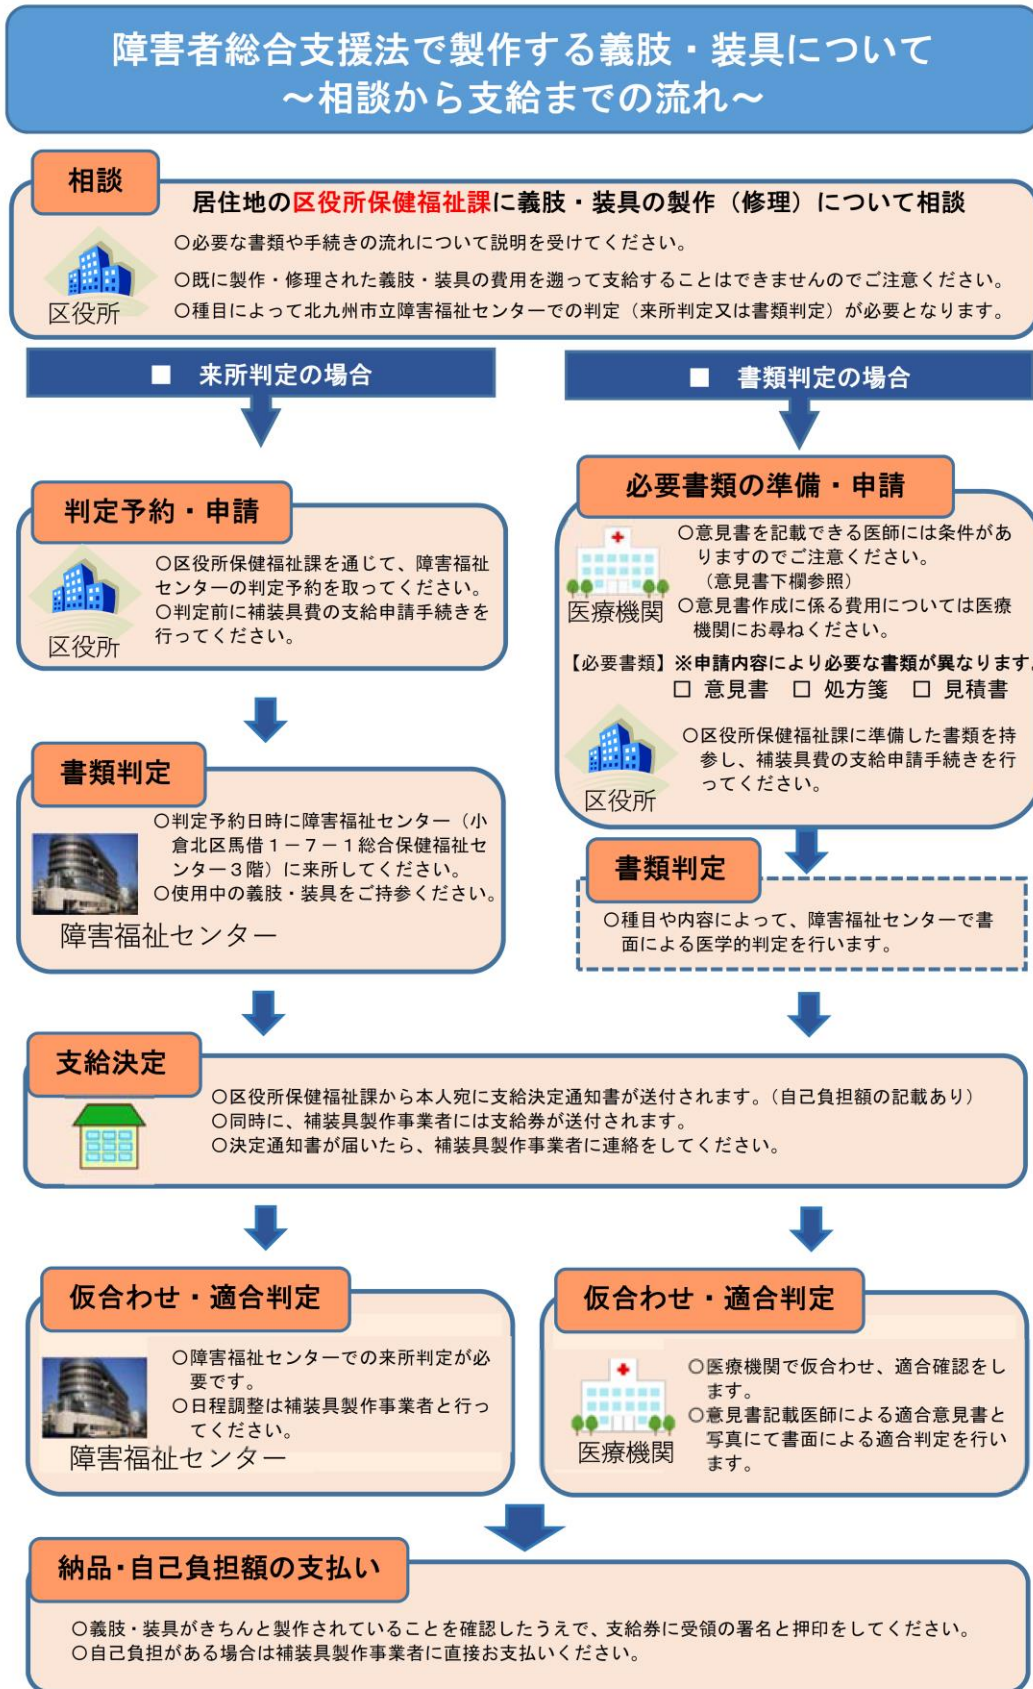 障害者総合支援法で製作する義肢・装具について
～相談から支給までの流れ～
相談
居住地の区役所保健福祉課に義肢・装具の製作（修理）について相談
○必要な書類や手続きの流れについて説明を受けてください。
○既に製作・修理された義肢・装具の費用を遡って支給することはできませんのでご注意ください。
○種目によって北九州市立障害福祉センターでの判定（来所判定又は書類判定）が必要となります。
区役所
■ 来所判定の場合
判定予約・申請
○区役所保健福祉課を通じて、障害福祉
センターの判定予約を取ってください。
○判定前に補装具費の支給申請手続きを
行ってください。
区役所
書類判定
○判定予約日時に障害福祉センター（小
倉北区馬借１－７－１総合保健福祉セ
ンター３階）に来所してください。
○使用中の義肢・装具をご持参ください。
障害福祉センター
■ 書類判定の場合
必要書類の準備・申請
○意見書を記載できる医師には条件があ
りますのでご注意ください。
（意見書下欄参照）
○意見書作成に係る費用については医療
機関にお尋ねください。
医療機関
【必要書類】※申請内容により必要な書類が異なります。
□ 意見書 □ 処方箋 □ 見積書
○区役所保健福祉課に準備した書類を持
参し、補装具費の支給申請手続きを行
ってください。
区役所
書類判定
○種目や内容によって、障害福祉センターで書
面による医学的判定を行います。
支給決定
○区役所保健福祉課から本人宛に支給決定通知書が送付されます。（自己負担額の記載あり）
○同時に、補装具製作事業者には支給券が送付されます。
○決定通知書が届いたら、補装具製作事業者に連絡をしてください。
仮合わせ・適合判定
○障害福祉センターでの来所判定が必
要です。
○日程調整は補装具製作事業者と行っ
てください。
障害福祉センター
仮合わせ・適合判定
○医療機関で仮合わせ、適合確認をし
ます。
○意見書記載医師による適合意見書と
写真にて書面による適合判定を行い
ます。
医療機関
納品・自己負担額の支払い
○義肢・装具がきちんと製作されていることを確認したうえで、支給券に受領の署名と押印をしてください。
○自己負担がある場合は補装具製作事業者に直接お支払いください。